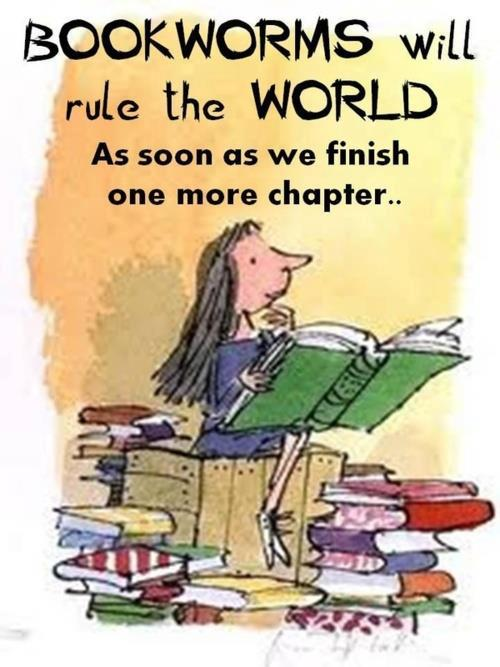 BOOKWORMS will
rule the WORLD
As soon as we finish
one more chapter..